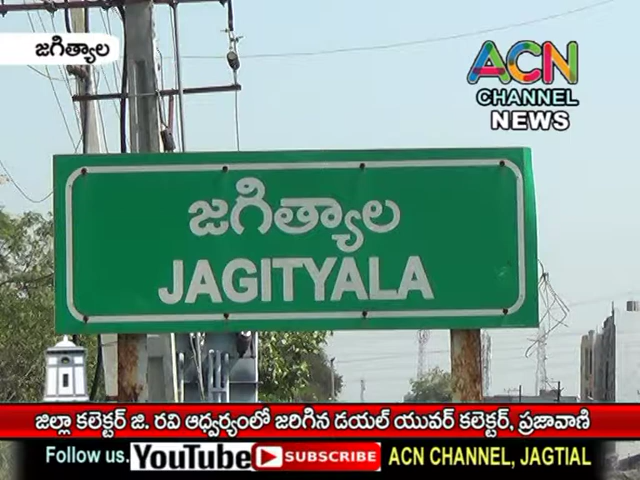 జగిత్యాల
ACN
CHANNEL
NEWS
జగిత్యాల
JAGITYALA
జిల్లా కలెక్టర్ జి. రవి ఆధ్వర్యంలో జరిగిన డయల్ యువర్ కలెక్టర్, ప్రజావాణి
Follow us. YouTube SUBSCRIBE ACN CHANNEL, JAGTIAL